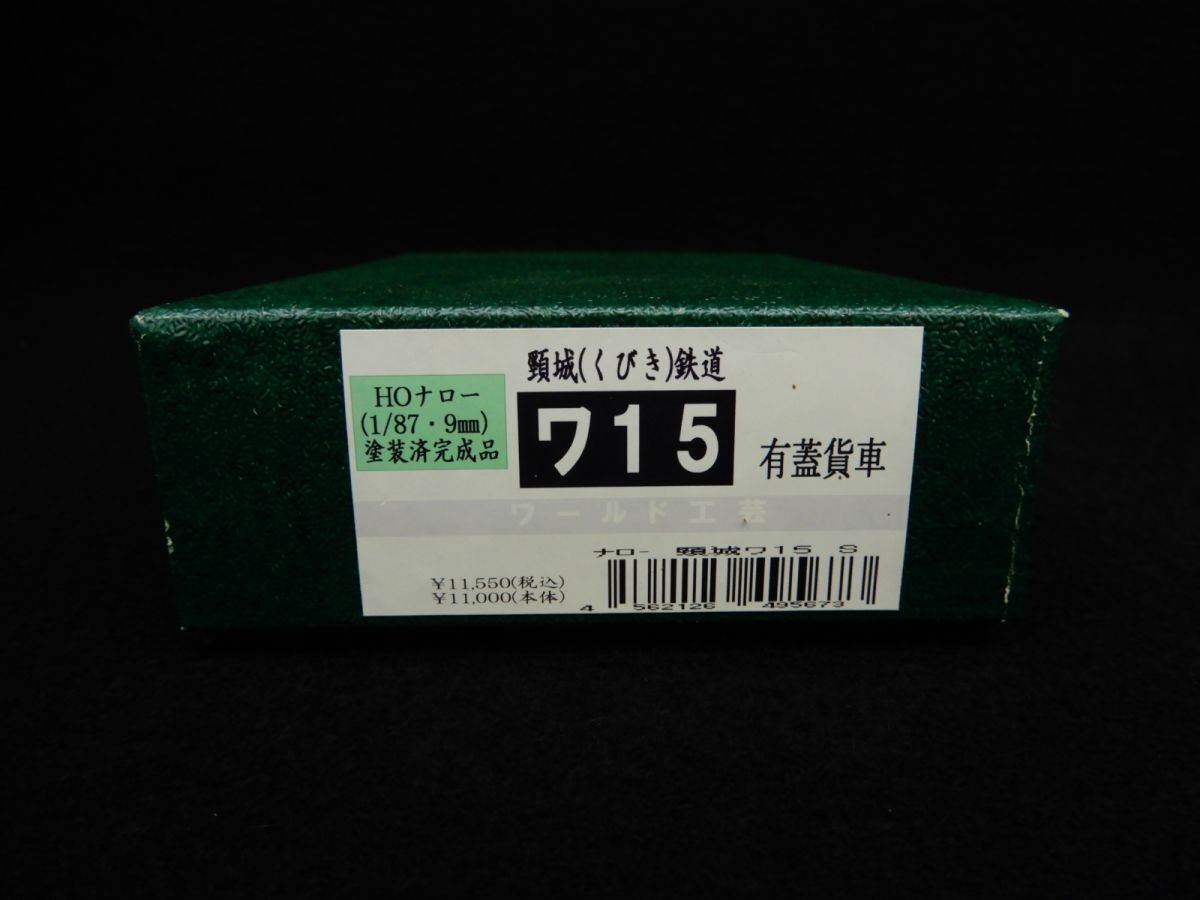 頸城(くびき)鉄道
HOナロー
(1/87・9㎜)
塗装済完成品
ワ15
有蓋貨車
ワールド工芸
ナロー 頸城ワ15 S
¥11,550(税込)
¥11,000(本体)
4 562126 495673